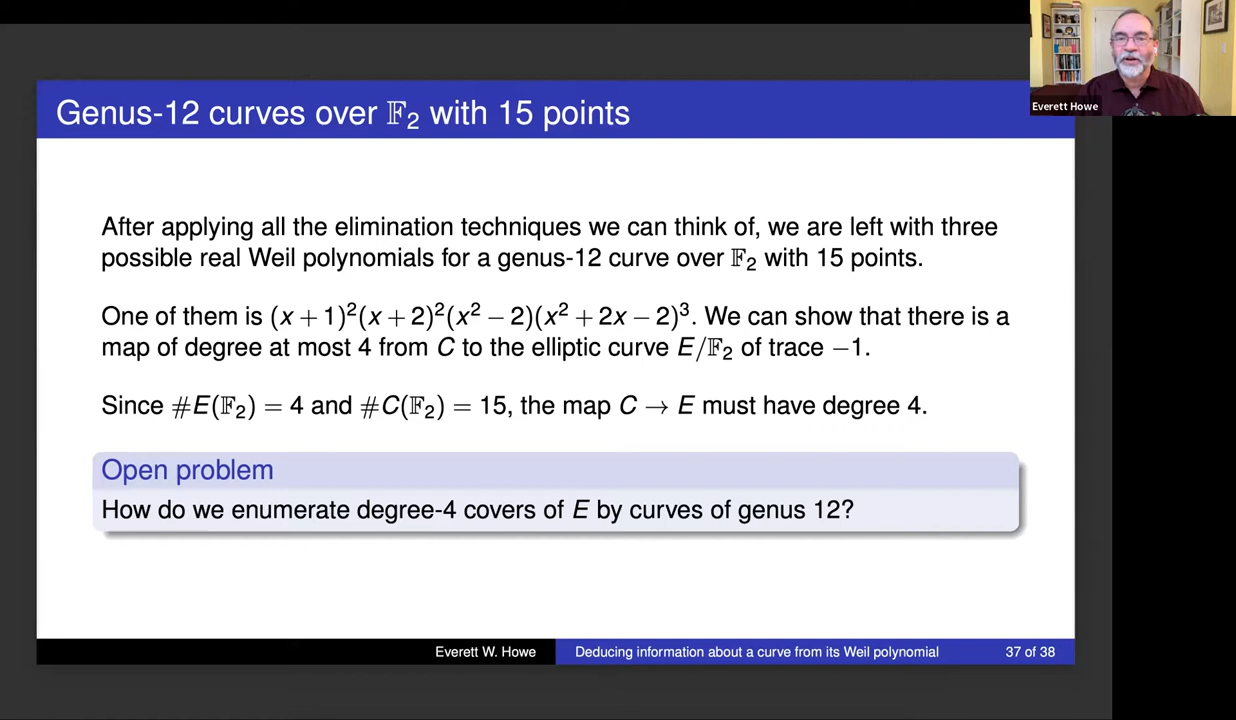 Genus-12 curves over 𝔽₂ with 15 points
Everett Howe
After applying all the elimination techniques we can think of, we are left with three
possible real Weil polynomials for a genus-12 curve over 𝔽₂ with 15 points.
One of them is (x + 1)²(x + 2)²(x² − 2)(x² + 2x − 2)³. We can show that there is a
map of degree at most 4 from C to the elliptic curve E/𝔽₂ of trace −1.
Since #E(𝔽₂) = 4 and #C(𝔽₂) = 15, the map C → E must have degree 4.
Open problem
How do we enumerate degree-4 covers of E by curves of genus 12?
Everett W. Howe Deducing information about a curve from its Weil polynomial 37 of 38